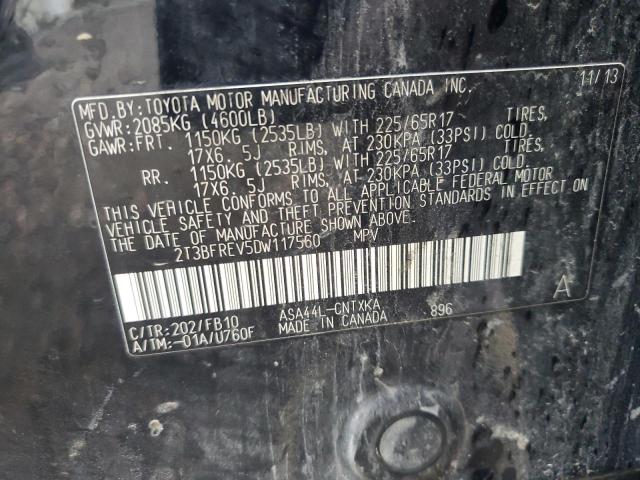 MFD. BY: TOYOTA MOTOR MANUFACTURING CANADA INC. 11/13
GVWR: 2085KG (4600LB)
GAWR: FRT. 1150KG (2535LB) WITH 225/65R17 TIRES,
17X6. 5J RIMS, AT 230KPA (33PSI) COLD.
RR. 1150KG (2535LB) WITH 225/65R17 TIRES,
17X6. 5J RIMS, AT 230KPA (33PSI) COLD.
THIS VEHICLE CONFORMS TO ALL APPLICABLE FEDERAL MOTOR
VEHICLE SAFETY AND THEFT PREVENTION STANDARDS IN EFFECT ON
THE DATE OF MANUFACTURE SHOWN ABOVE.
2T3BFREV5DW117560 MPV
C/TR: 202/FB10 ASA44L-CNTXKA A
A/TM: -01A/U760F MADE IN CANADA 896